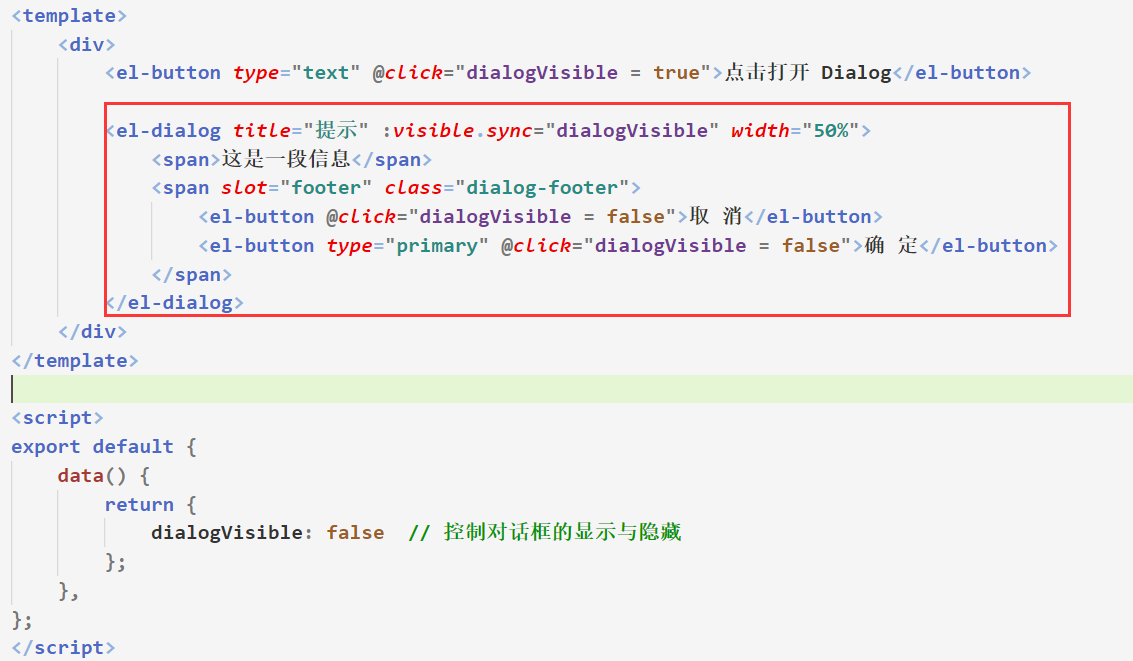 <template>
    <div>
        <el-button type="text" @click="dialogVisible = true">点击打开 Dialog</el-button>

        <el-dialog title="提示" :visible.sync="dialogVisible" width="50%">
            <span>这是一段信息</span>
            <span slot="footer" class="dialog-footer">
                <el-button @click="dialogVisible = false">取 消</el-button>
                <el-button type="primary" @click="dialogVisible = false">确 定</el-button>
            </span>
        </el-dialog>
    </div>
</template>

<script>
export default {
    data() {
        return {
            dialogVisible: false  // 控制对话框的显示与隐藏
        };
    },
};
</script>